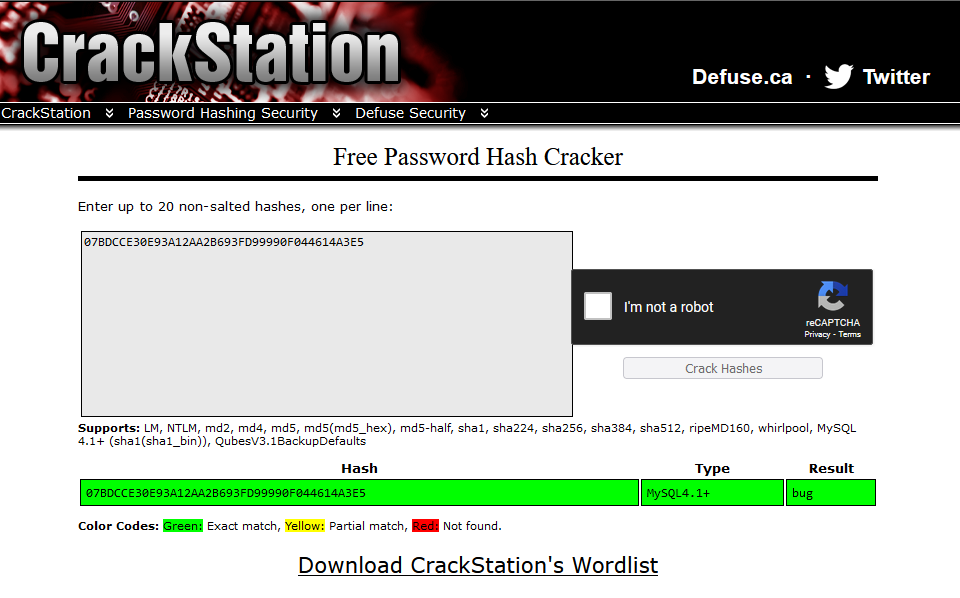 CrackStation
Defuse.ca · Twitter
CrackStation Password Hashing Security Defuse Security
Free Password Hash Cracker
Enter up to 20 non-salted hashes, one per line:
07BDCCE30E93A12AA2B693FD99990F044614A3E5
I'm not a robot
reCAPTCHA
Privacy - Terms
Crack Hashes
Supports: LM, NTLM, md2, md4, md5, md5(md5_hex), md5-half, sha1, sha224, sha256, sha384, sha512, ripeMD160, whirlpool, MySQL
4.1+ (sha1(sha1_bin)), QubesV3.1BackupDefaults
Hash Type Result
07BDCCE30E93A12AA2B693FD99990F044614A3E5 MySQL4.1+ bug
Color Codes: Green: Exact match, Yellow: Partial match, Red: Not found.
Download CrackStation's Wordlist